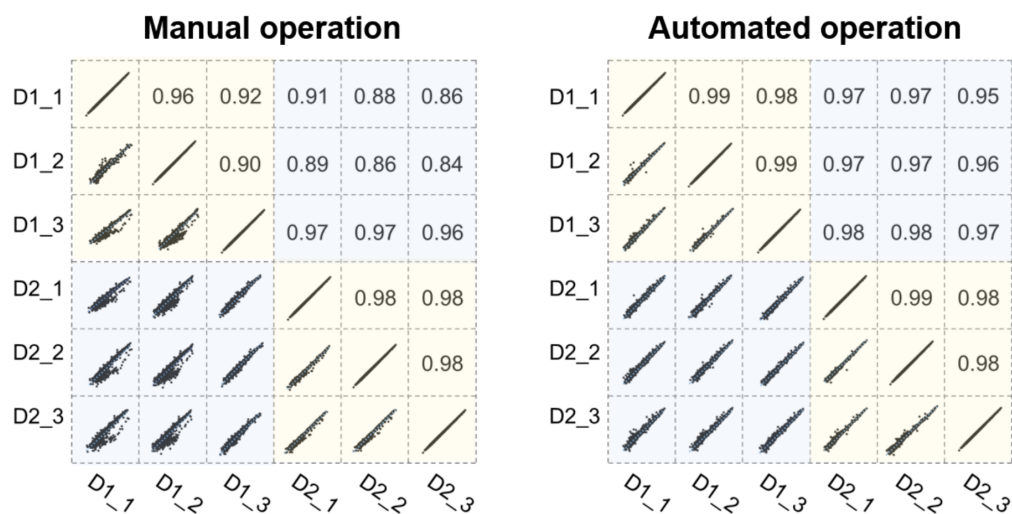 Manual operation
Automated operation
D1_1 0.96 0.92 0.91 0.88 0.86
D1_2 0.90 0.89 0.86 0.84
D1_3 0.97 0.97 0.96
D2_1 0.98 0.98
D2_2 0.98
D2_3
D1_1 D1_2 D1_3 D2_1 D2_2 D2_3
D1_1 0.99 0.98 0.97 0.97 0.95
D1_2 0.99 0.97 0.97 0.96
D1_3 0.98 0.98 0.97
D2_1 0.99 0.98
D2_2 0.98
D2_3
D1_1 D1_2 D1_3 D2_1 D2_2 D2_3